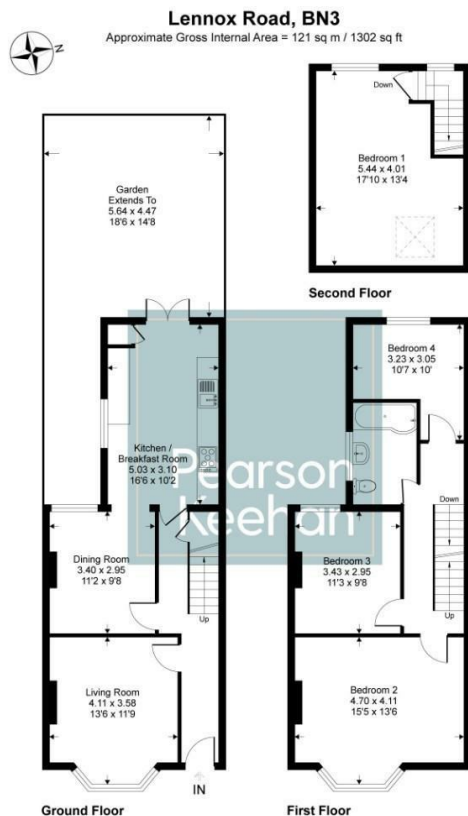 Lennox Road, BN3
Approximate Gross Internal Area = 121 sq m / 1302 sq ft
N
Down
Bedroom 1
5.44 x 4.01
17'10 x 13'4
Second Floor
Garden
Extends To
5.64 x 4.47
18'6 x 14'8
Bedroom 4
3.23 x 3.05
10'7 x 10'
Kitchen /
Breakfast Room
5.03 x 3.10
16'6 x 10'2
Pearson
Keehan
Down
Dining Room
3.40 x 2.95
11'2 x 9'8
Up
Bedroom 3
3.43 x 2.95
11'3 x 9'8
Up
Living Room
4.11 x 3.58
13'6 x 11'9
Bedroom 2
4.70 x 4.11
15'5 x 13'6
IN
Ground Floor
First Floor